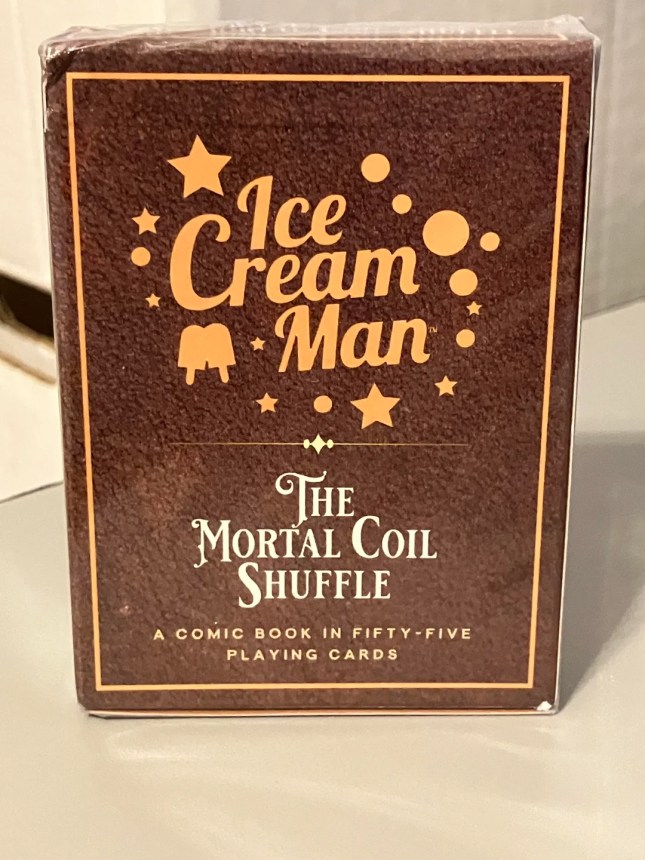 Ice
Cream
Man™
The
Mortal Coil
Shuffle
A COMIC BOOK IN FIFTY-FIVE
PLAYING CARDS